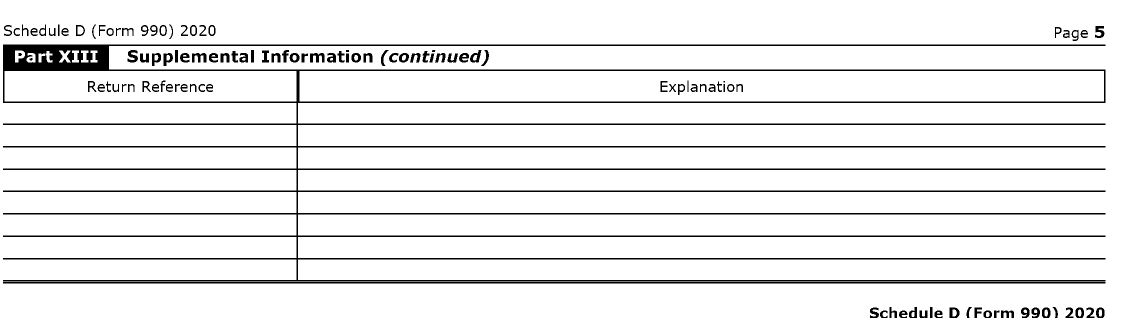 Schedule D (Form 990) 2020 Page 5
Part XIII Supplemental Information (continued)
Return Reference Explanation
Schedule D (Form 990) 2020